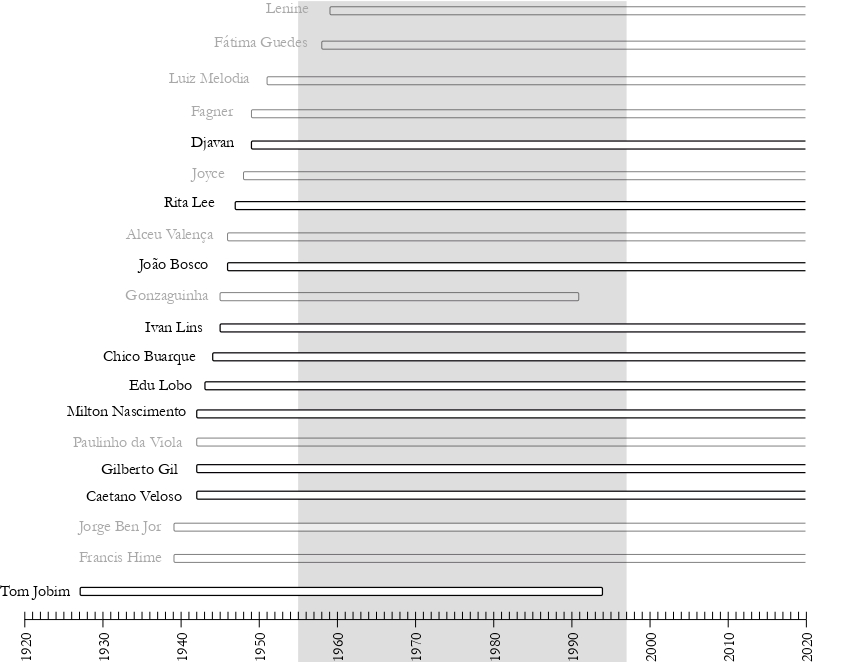 Lenine
Fátima Guedes
Luiz Melodia
Fagner
Djavan
Joyce
Rita Lee
Alceu Valença
João Bosco
Gonzaguinha
Ivan Lins
Chico Buarque
Edu Lobo
Milton Nascimento
Paulinho da Viola
Gilberto Gil
Caetano Veloso
Jorge Ben Jor
Francis Hime
Tom Jobim
1920 1930 1940 1950 1960 1970 1980 1990 2000 2010 2020